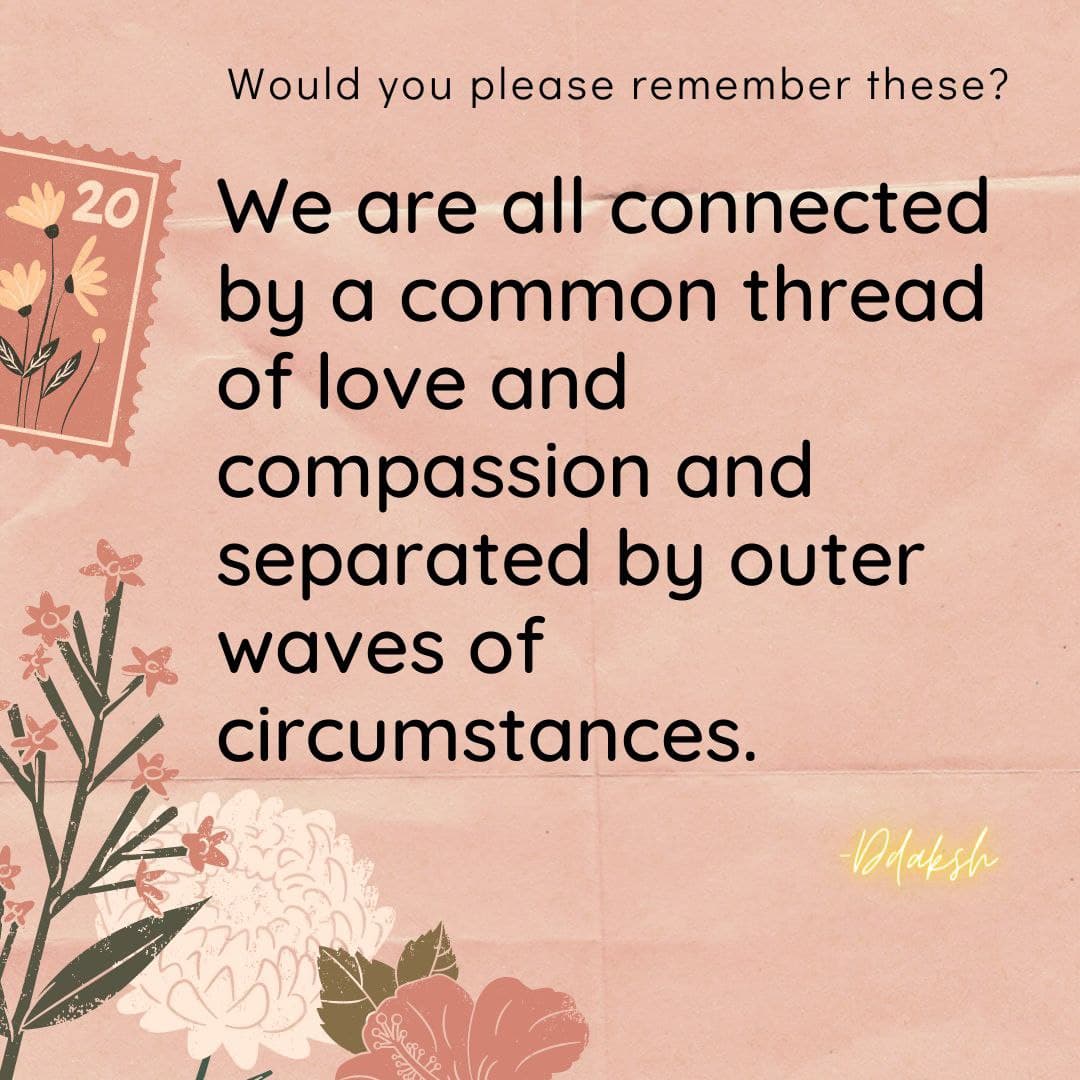 Would you please remember these?
20
We are all connected
by a common thread
of love and
compassion and
separated by outer
waves of
circumstances.
-Ddaksh